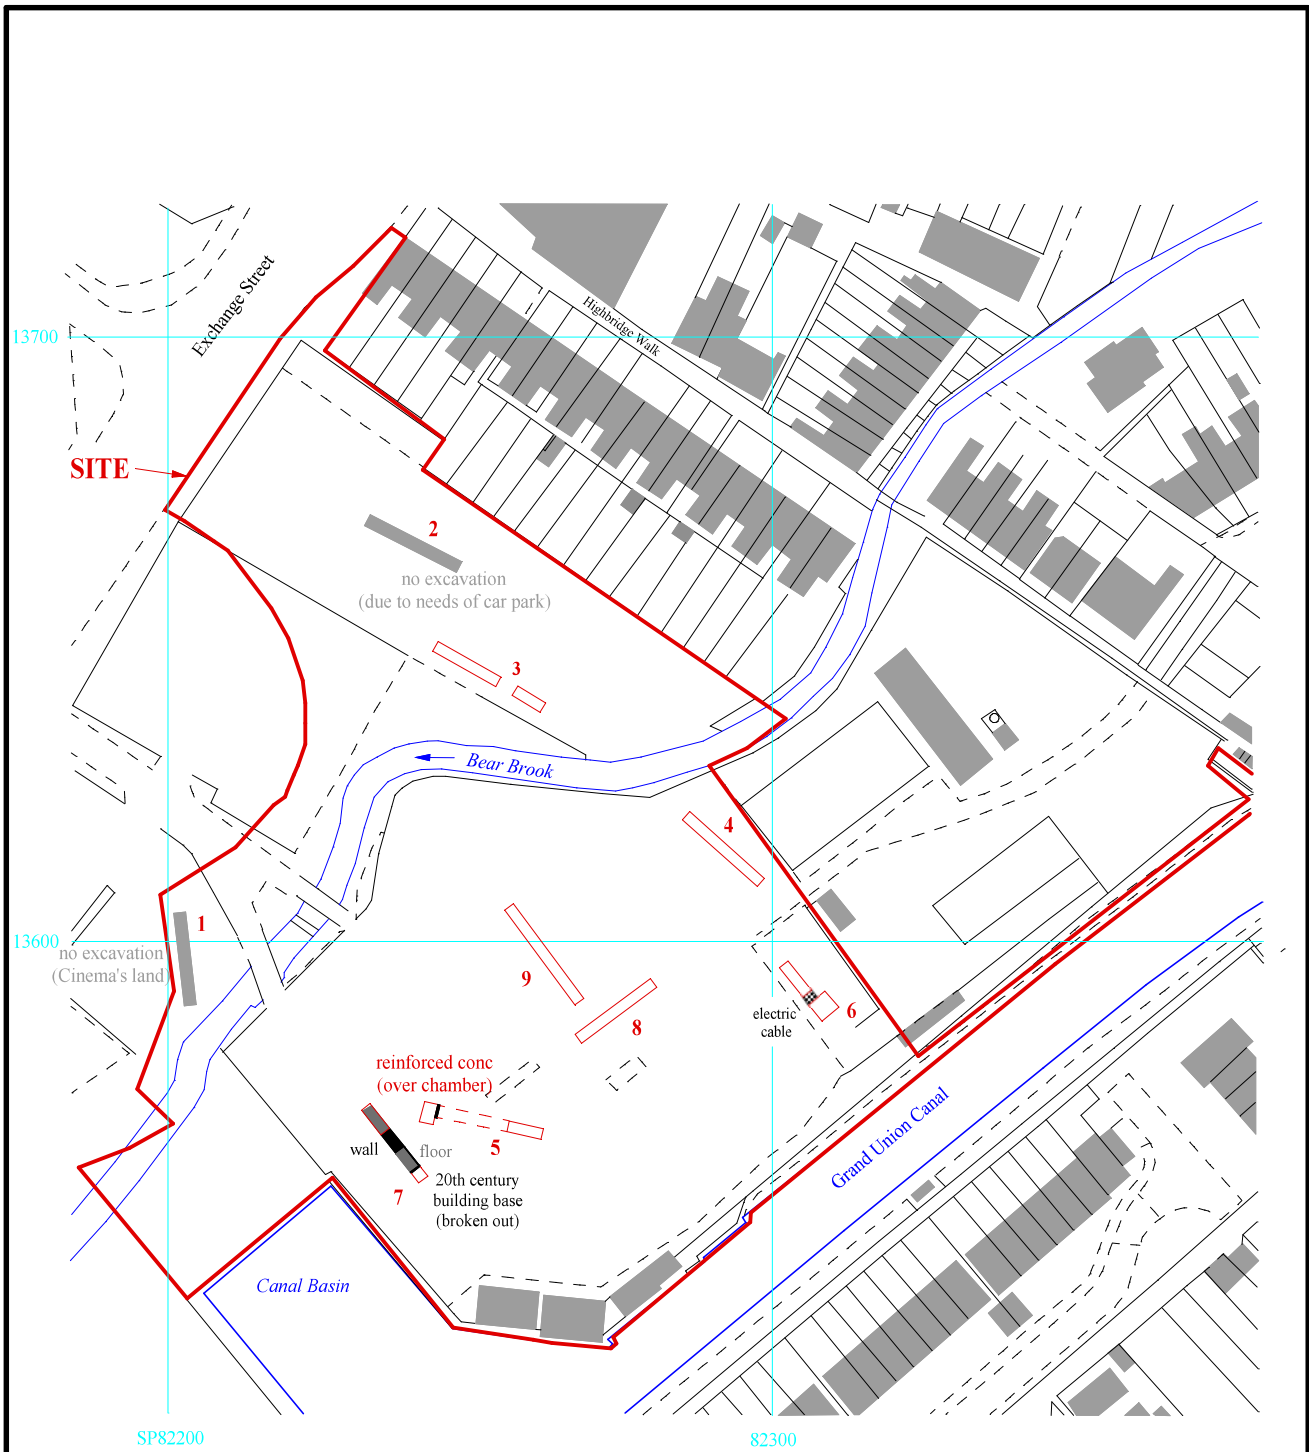 Exchange Street
Highbridge Walk
13700
SITE
2
no excavation
(due to needs of car park)
3
Bear Brook
4
1
13600
no excavation
(Cinema's land)
9
8
6
electric
cable
reinforced conc
(over chamber)
5
wall
floor
7
20th century
building base
(broken out)
Grand Union Canal
Canal Basin
SP82200
82300